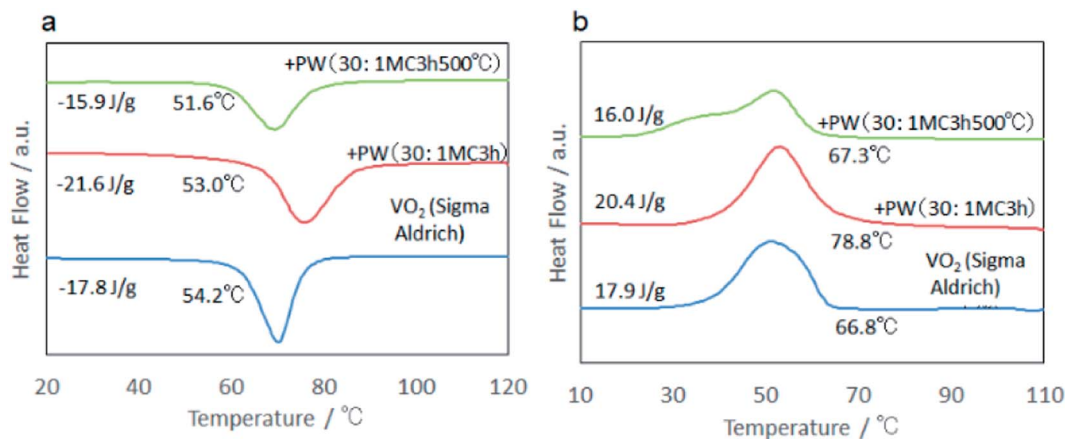 a
Heat Flow / a.u.
+PW(30:1MC3h500℃)
-15.9 J/g
51.6℃
+PW(30:1MC3h)
-21.6 J/g
53.0℃
VO₂ (Sigma
Aldrich)
-17.8 J/g
54.2℃
20 40 60 80 100 120
Temperature / ℃
b
Heat Flow / a.u.
16.0 J/g
+PW(30:1MC3h500℃)
67.3℃
20.4 J/g
+PW(30:1MC3h)
78.8℃
VO₂ (Sigma
Aldrich)
17.9 J/g
66.8℃
10 30 50 70 90 110
Temperature / ℃